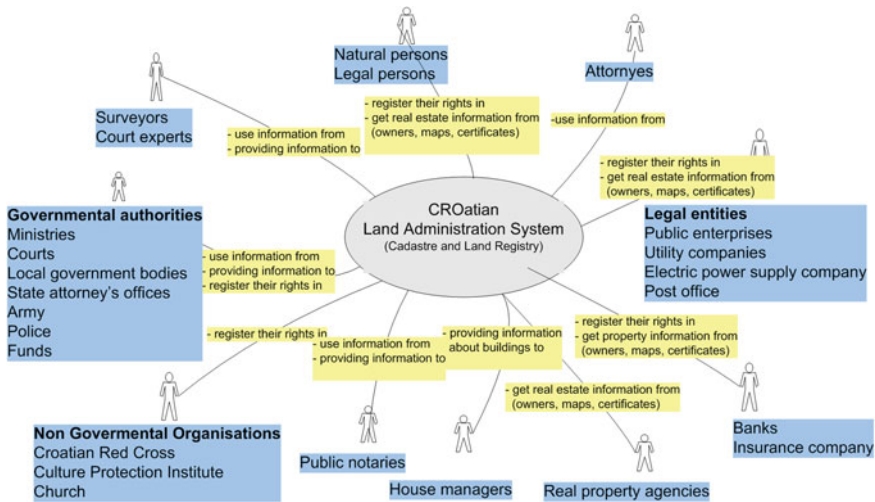 Natural persons
Legal persons
Attornyes
Surveyors
Court experts
- use information from
- providing information to
- register their rights in
- get real estate information from
(owners, maps, certificates)
-use information from
- register their rights in
- get real estate information from
(owners, maps, certificates)
Governmental authorities
Ministries
Courts
Local government bodies
State attorney's offices
Army
Police
Funds
- use information from
- providing information to
- register their rights in
CROatian
Land Administration System
(Cadastre and Land Registry)
Legal entities
Public enterprises
Utility companies
Electric power supply company
Post office
- register their rights in
- use information from
- providing information to
- providing information
about buildings to
- register their rights in
- get property information from
(owners, maps, certificates)
- get real estate information from
(owners, maps, certificates)
Non Govermental Organisations
Croatian Red Cross
Culture Protection Institute
Church
Public notaries
House managers
Real property agencies
Banks
Insurance company